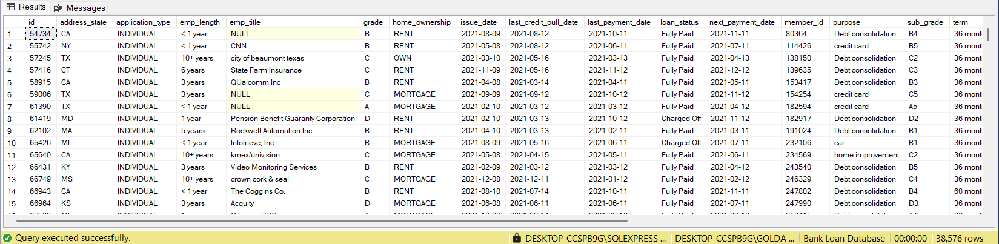 Results Messages
id address_state application_type emp_length emp_title grade home_ownership issue_date last_credit_pull_date last_payment_date loan_status next_payment_date member_id purpose sub_grade term
1 54734 CA INDIVIDUAL < 1 year NULL B RENT 2021-08-09 2021-08-12 2021-10-11 Fully Paid 2021-11-11 80364 Debt consolidation B4 36 mont
2 55742 NY INDIVIDUAL < 1 year CNN B RENT 2021-05-08 2021-08-12 2021-06-11 Fully Paid 2021-07-11 114426 credit card B5 36 mont
3 57245 TX INDIVIDUAL 10+ years city of beaumont texas C OWN 2021-03-10 2021-05-16 2021-03-13 Fully Paid 2021-04-13 138150 Debt consolidation C2 36 mont
4 57416 CT INDIVIDUAL 6 years State Farm Insurance C RENT 2021-11-09 2021-05-16 2021-11-12 Fully Paid 2021-12-12 139635 Debt consolidation C3 36 mont
5 58915 CA INDIVIDUAL 3 years QUalcomm Inc B RENT 2021-04-08 2021-03-14 2021-04-11 Fully Paid 2021-05-11 153417 Debt consolidation B3 36 mont
6 59006 TX INDIVIDUAL 3 years NULL C MORTGAGE 2021-09-09 2021-09-12 2021-10-12 Fully Paid 2021-11-12 154254 credit card C5 36 mont
7 61390 TX INDIVIDUAL < 1 year NULL A MORTGAGE 2021-02-10 2021-03-12 2021-03-12 Fully Paid 2021-04-12 182594 credit card A5 36 mont
8 61419 MD INDIVIDUAL 1 year Pension Benefit Guaranty Corporation D RENT 2021-02-10 2021-03-13 2021-10-12 Charged Off 2021-11-12 182917 Debt consolidation D2 36 mont
9 62102 MA INDIVIDUAL 5 years Rockwell Automation Inc. B RENT 2021-04-10 2021-03-13 2021-02-11 Fully Paid 2021-03-11 191024 Debt consolidation B1 36 mont
10 65426 MI INDIVIDUAL < 1 year Infotrieve, Inc. B MORTGAGE 2021-08-09 2021-05-16 2021-06-11 Charged Off 2021-07-11 232106 car B1 36 mont
11 65640 CA INDIVIDUAL 10+ years kmex/univision C MORTGAGE 2021-05-08 2021-04-15 2021-05-11 Fully Paid 2021-06-11 234569 home improvement C2 36 mont
12 66431 KY INDIVIDUAL 3 years Video Monitoring Services B RENT 2021-02-09 2021-03-12 2021-03-12 Fully Paid 2021-04-12 243540 Debt consolidation B5 36 mont
13 66749 MS INDIVIDUAL 10+ years crown cork & seal C MORTGAGE 2021-12-08 2021-12-11 2021-01-12 Fully Paid 2021-02-12 246329 Debt consolidation C4 36 mont
14 66943 CA INDIVIDUAL < 1 year The Coggins Co. B RENT 2021-08-10 2021-07-14 2021-10-11 Fully Paid 2021-11-11 247802 Debt consolidation B4 60 mont
15 66964 KS INDIVIDUAL 3 years Acquity D MORTGAGE 2021-06-08 2021-06-11 2021-06-11 Fully Paid 2021-07-11 247990 Debt consolidation D3 36 mont
Query executed successfully. DESKTOP-CCSPB9G\SQLEXPRESS ... DESKTOP-CCSPB9G\GOLDA ... Bank Loan Database 00:00:00 38,576 rows